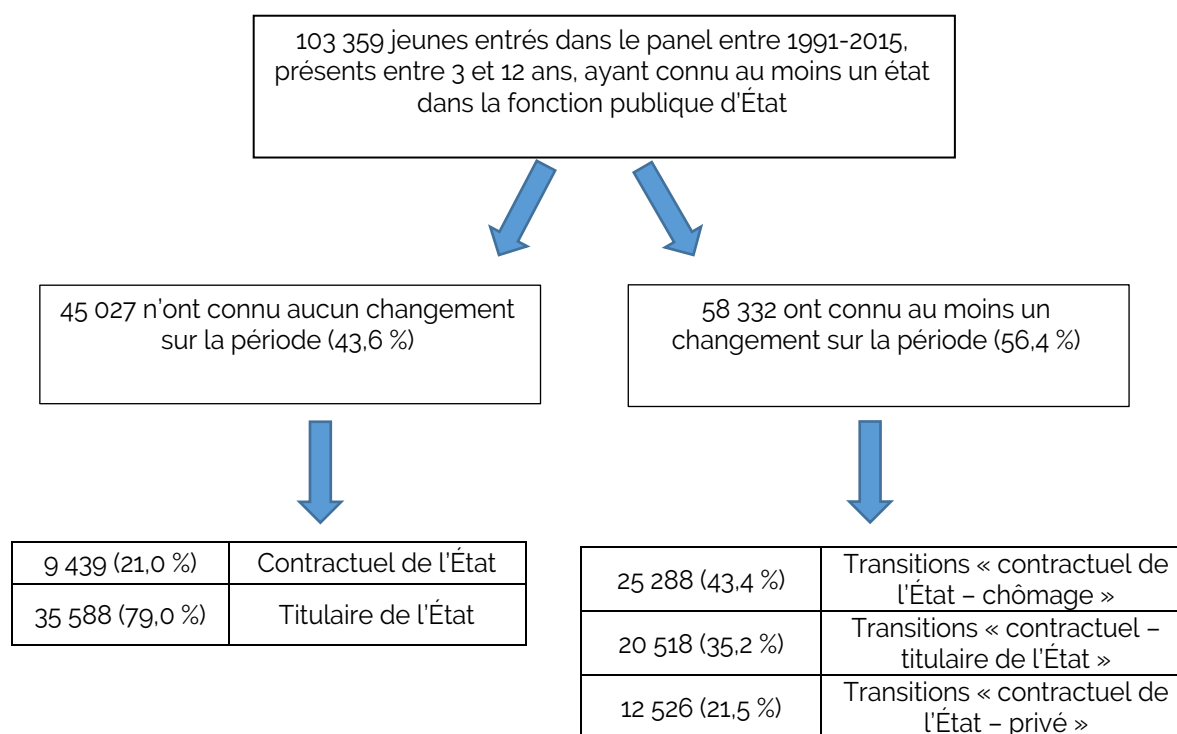 103 359 jeunes entrés dans le panel entre 1991-2015,
présents entre 3 et 12 ans, ayant connu au moins un état
dans la fonction publique d’État
45 027 n’ont connu aucun changement
sur la période (43,6 %)
58 332 ont connu au moins un
changement sur la période (56,4 %)
9 439 (21,0 %) Contractuel de l’État
35 588 (79,0 %) Titulaire de l’État
25 288 (43,4 %) Transitions « contractuel de
l’État – chômage »
20 518 (35,2 %) Transitions « contractuel –
titulaire de l’État »
12 526 (21,5 %) Transitions « contractuel de
l’État – privé »